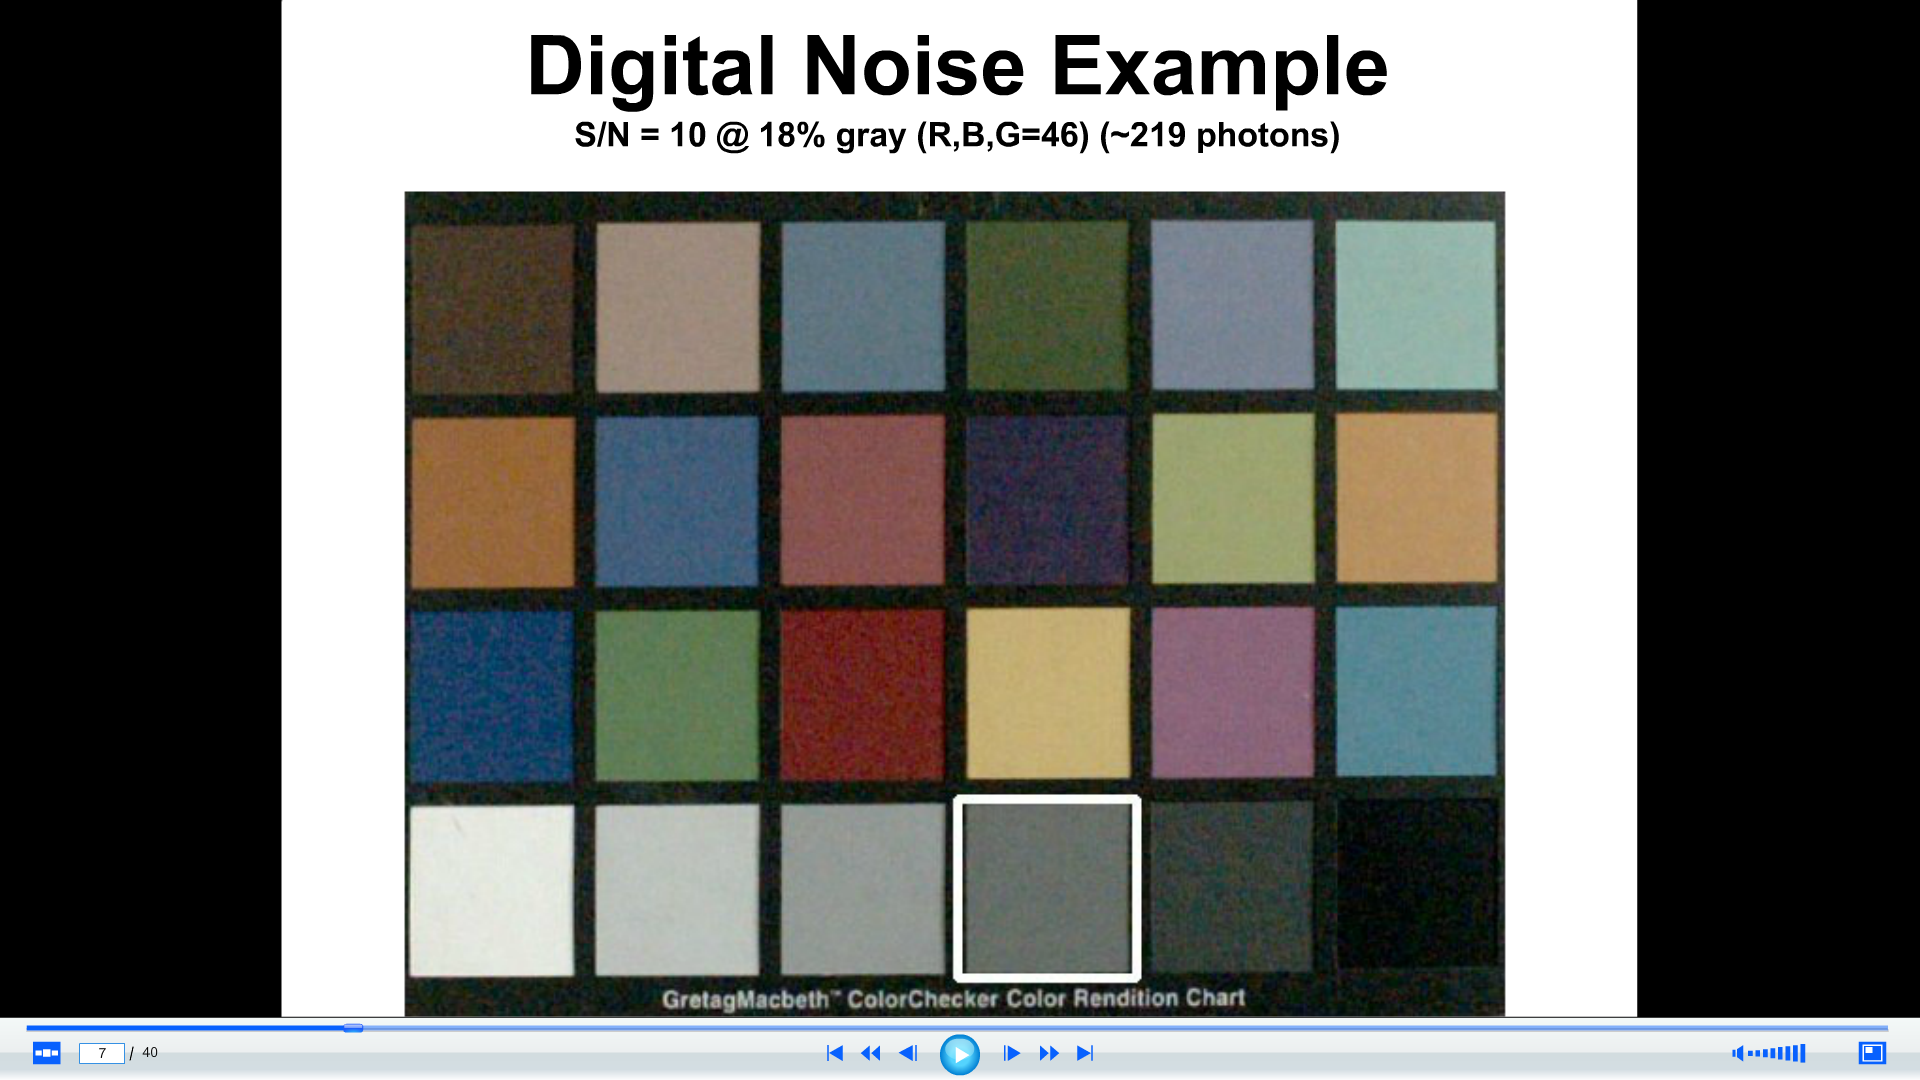 Digital Noise Example
S/N = 10 @ 18% gray (R,B,G=46) (~219 photons)
GretagMacbeth™ ColorChecker Color Rendition Chart
7 / 40